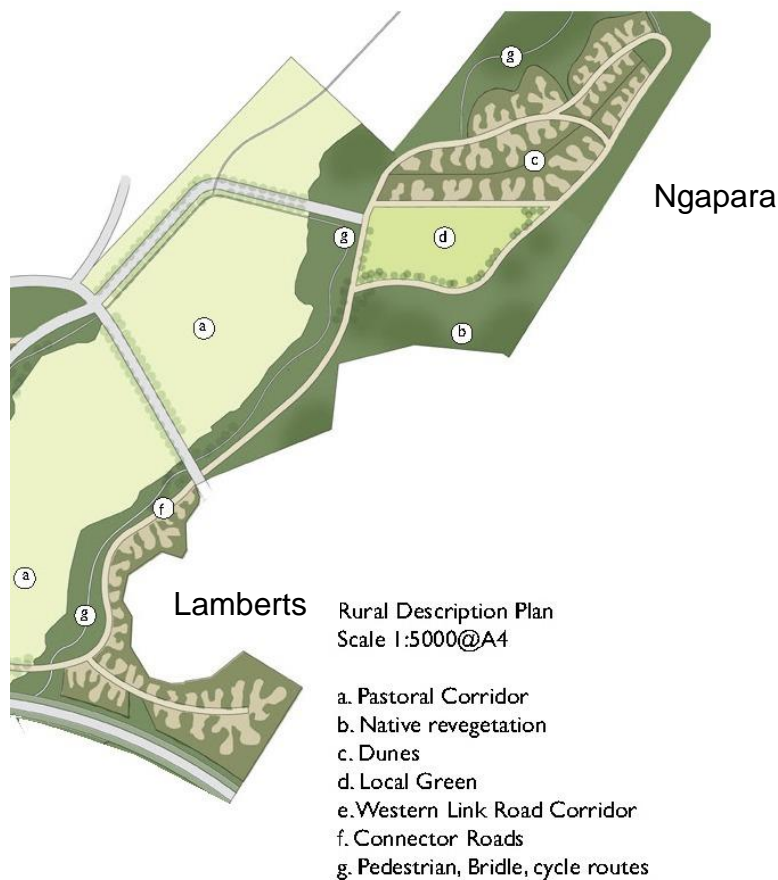 g
c
Ngapara
g
d
a
b
f
a
Lamberts
g
Rural Description Plan
Scale 1:5000@A4
a. Pastoral Corridor
b. Native revegetation
c. Dunes
d. Local Green
e. Western Link Road Corridor
f. Connector Roads
g. Pedestrian, Bridle, cycle routes